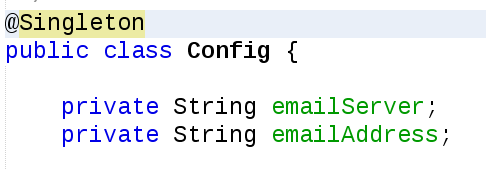 @Singleton
public class Config {
private String emailServer;
private String emailAddress;